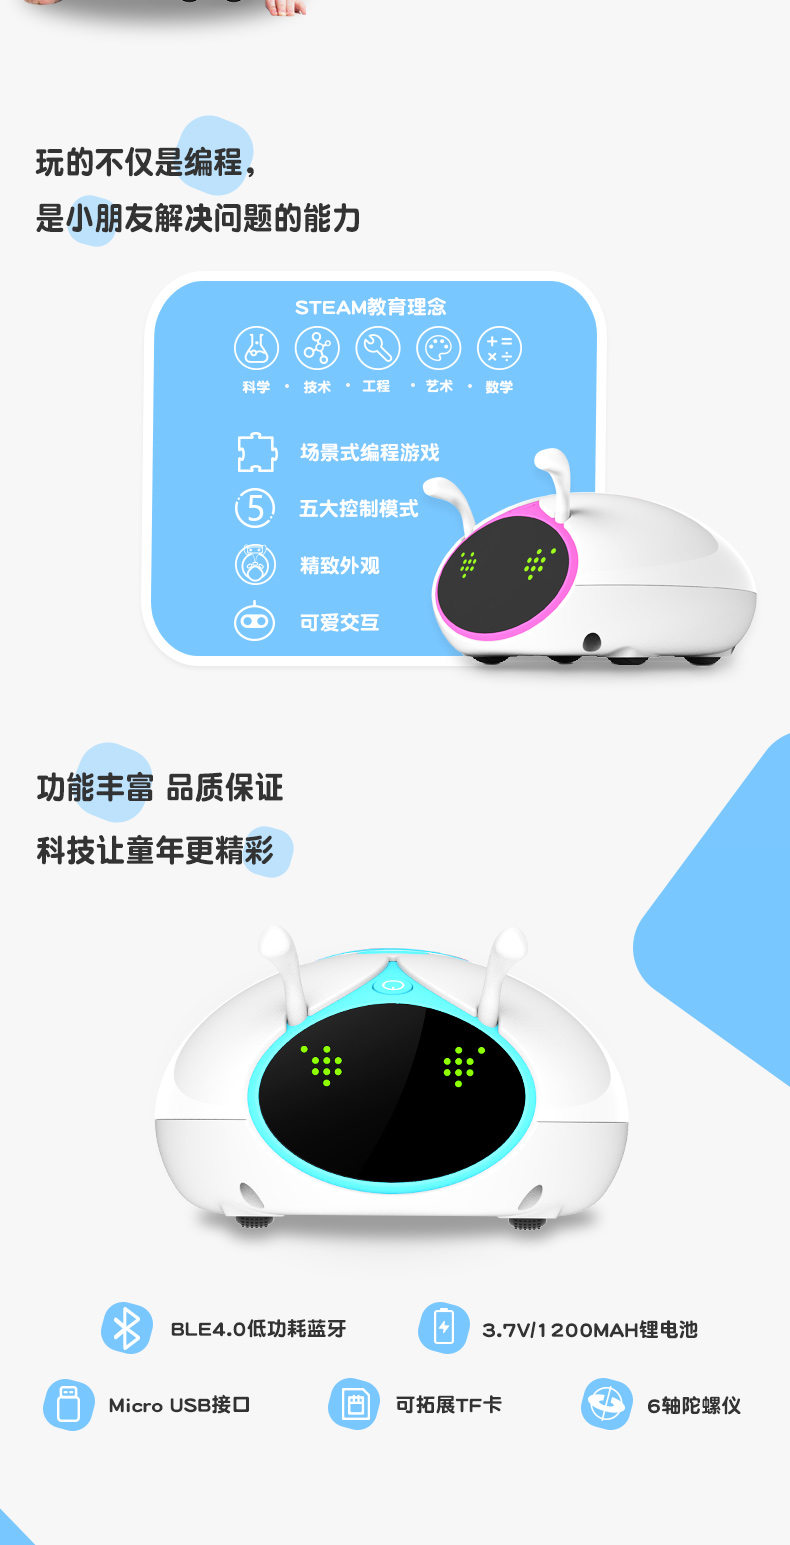 玩的不仅是编程，
是小朋友解决问题的能力
STEAM教育理念
科学 · 技术 · 工程 · 艺术 · 数学
场景式编程游戏
5 五大控制模式
精致外观
可爱交互
功能丰富 品质保证
科技让童年更精彩
BLE4.0低功耗蓝牙 3.7V/1200MAH锂电池
Micro USB接口 可拓展TF卡 6轴陀螺仪